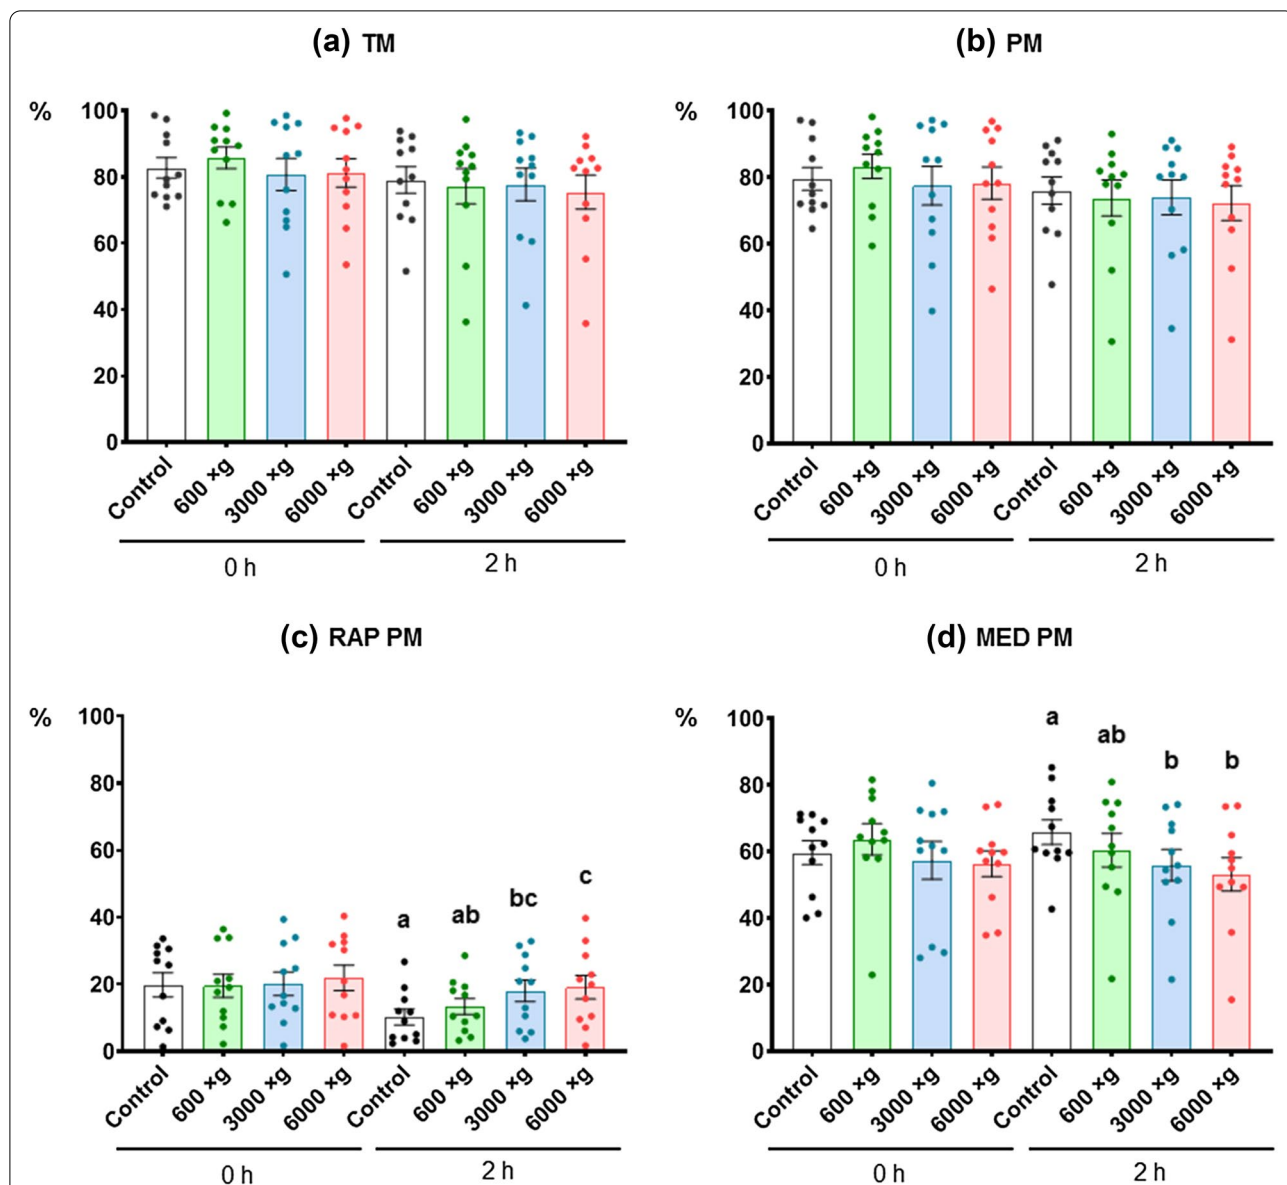 (a) TM
%
100
80
60
40
20
0
Control
600 ×g
3000 ×g
6000 ×g
Control
600 ×g
3000 ×g
6000 ×g
0 h
2 h
(b) PM
%
100
80
60
40
20
0
Control
600 ×g
3000 ×g
6000 ×g
Control
600 ×g
3000 ×g
6000 ×g
0 h
2 h
(c) RAP PM
%
100
80
60
40
20
0
a
ab
bc
c
Control
600 ×g
3000 ×g
6000 ×g
Control
600 ×g
3000 ×g
6000 ×g
0 h
2 h
(d) MED PM
%
100
80
60
40
20
0
a
ab
b
b
Control
600 ×g
3000 ×g
6000 ×g
Control
600 ×g
3000 ×g
6000 ×g
0 h
2 h